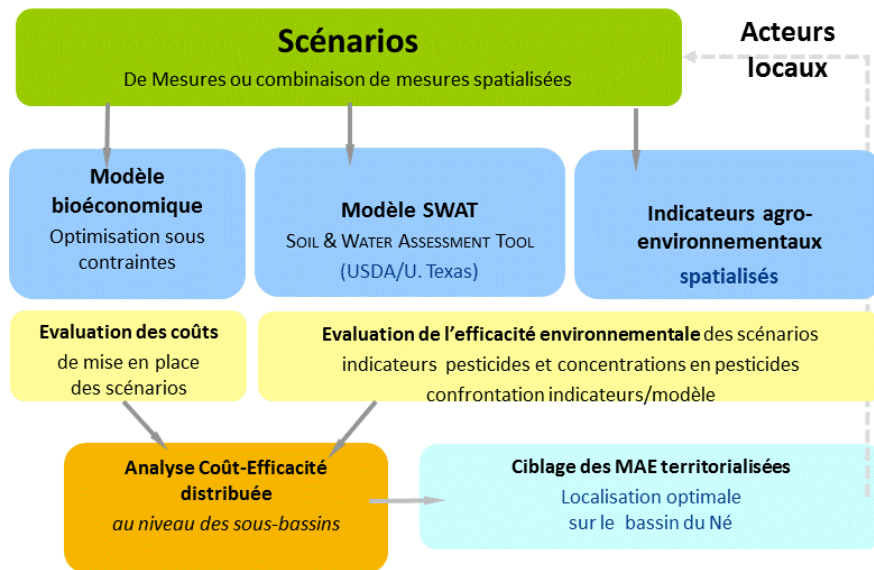 Scénarios
De Mesures ou combinaison de mesures spatialisées
Acteurs
locaux
Modèle
bioéconomique
Optimisation sous
contraintes
Modèle SWAT
SOIL & WATER ASSESSMENT TOOL
(USDA/U. Texas)
Indicateurs agro-
environnementaux
spatialisés
Evaluation des coûts
de mise en place
des scénarios
Evaluation de l'efficacité environnementale des scénarios
indicateurs pesticides et concentrations en pesticides
confrontation indicateurs/modèle
Analyse Coût-Efficacité
distribuée
au niveau des sous-bassins
Ciblage des MAE territorialisées
Localisation optimale
sur le bassin du Né